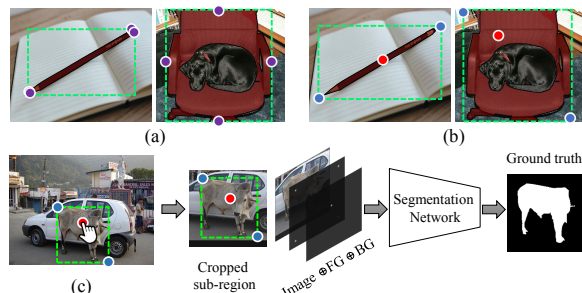 (a)
(b)
(c)
Cropped
sub-region
Image ⊕FG ⊕ BG
Segmentation
Network
Ground truth